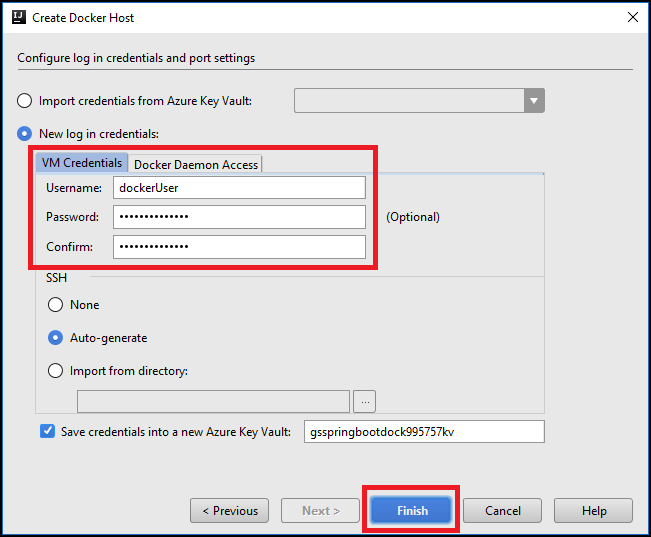 IJ Create Docker Host
Configure log in credentials and port settings
Import credentials from Azure Key Vault:
New log in credentials:
VM Credentials Docker Daemon Access
Username: dockerUser
Password: •••••••••••••• (Optional)
Confirm: ••••••••••••••
SSH
None
Auto-generate
Import from directory:
...
Save credentials into a new Azure Key Vault: gsspringbootdock995757kv
< Previous Next > Finish Cancel Help